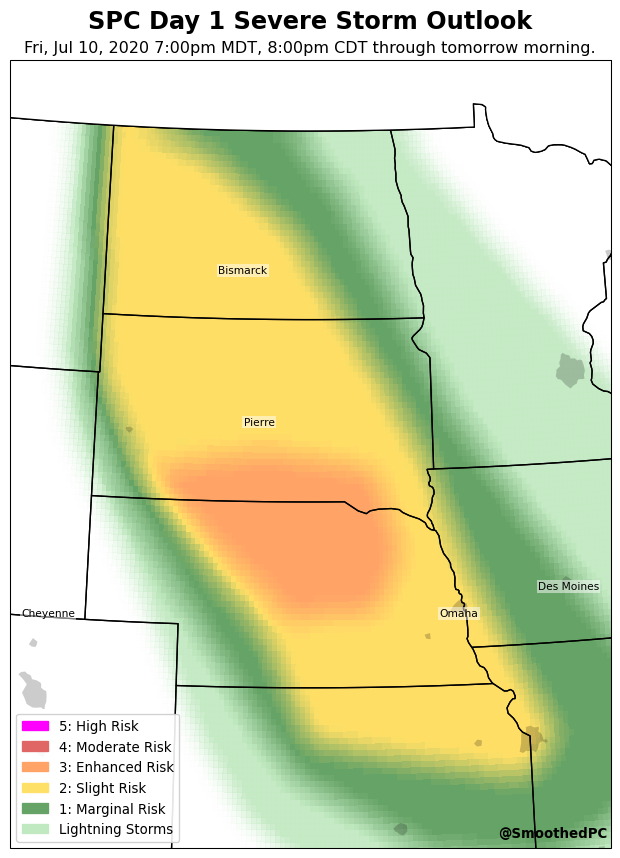 SPC Day 1 Severe Storm Outlook
Fri, Jul 10, 2020 7:00pm MDT, 8:00pm CDT through tomorrow morning.
Bismarck
Pierre
Des Moines
Cheyenne
Omaha
5: High Risk
4: Moderate Risk
3: Enhanced Risk
2: Slight Risk
1: Marginal Risk
Lightning Storms
@SmoothedPC